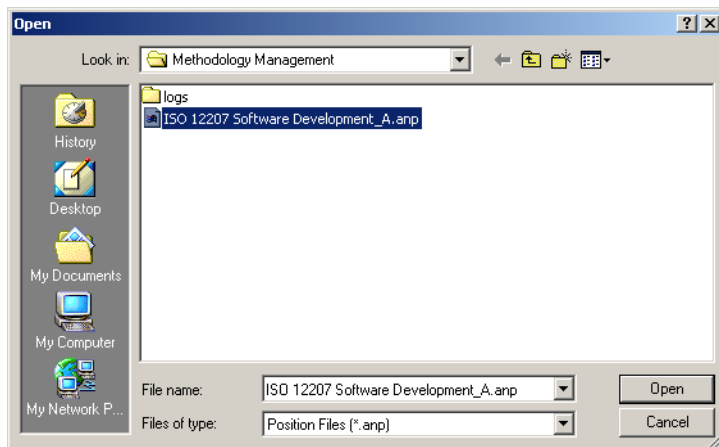 Open
Look in: Methodology Management
logs
ISO 12207 Software Development_A.anp
History
Desktop
My Documents
My Computer
My Network P...
File name: ISO 12207 Software Development_A.anp Open
Files of type: Position Files (*.anp) Cancel